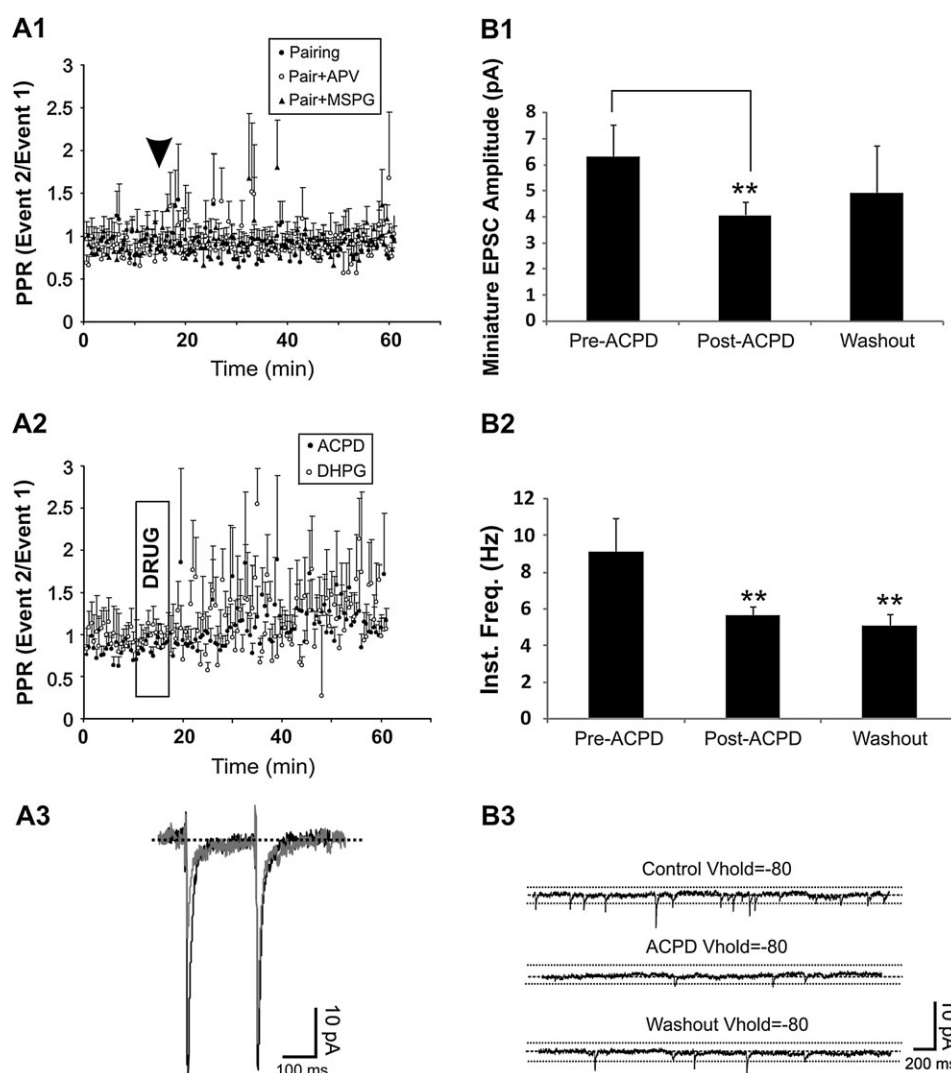 A1
PPR (Event 2/Event 1)
3
2.5
2
1.5
1
0.5
0
Pairing
Pair+APV
Pair+MSPG
0 20 40 60
Time (min)
B1
Miniature EPSC Amplitude (pA)
8
7
6
5
4
3
2
1
0
**
Pre-ACPD Post-ACPD Washout
A2
PPR (Event 2/Event 1)
3
2.5
2
1.5
1
0.5
0
ACPD
DHPG
DRUG
0 20 40 60
Time (min)
B2
Inst. Freq. (Hz)
12
10
8
6
4
2
0
** **
Pre-ACPD Post-ACPD Washout
A3
10 pA
100 ms
B3
Control Vhold=-80
ACPD Vhold=-80
Washout Vhold=-80
10 pA
200 ms